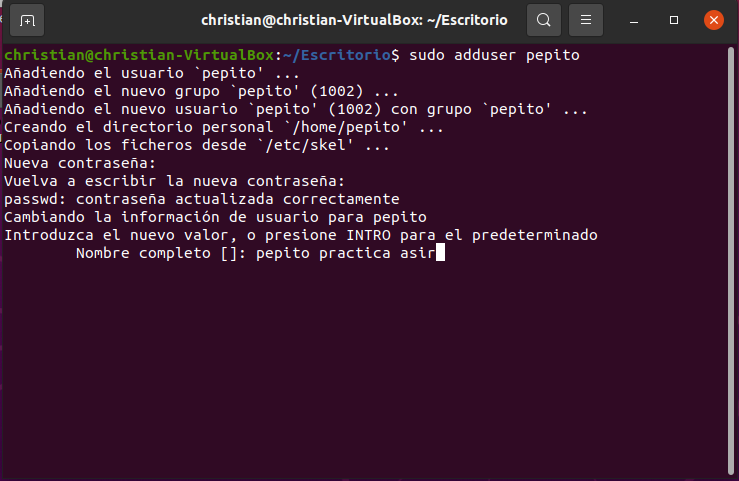 christian@christian-VirtualBox: ~/Escritorio
christian@christian-VirtualBox:~/Escritorio$ sudo adduser pepito
Añadiendo el usuario `pepito' ...
Añadiendo el nuevo grupo `pepito' (1002) ...
Añadiendo el nuevo usuario `pepito' (1002) con grupo `pepito' ...
Creando el directorio personal `/home/pepito' ...
Copiando los ficheros desde `/etc/skel' ...
Nueva contraseña:
Vuelva a escribir la nueva contraseña:
passwd: contraseña actualizada correctamente
Cambiando la información de usuario para pepito
Introduzca el nuevo valor, o presione INTRO para el predeterminado
Nombre completo []: pepito practica asir